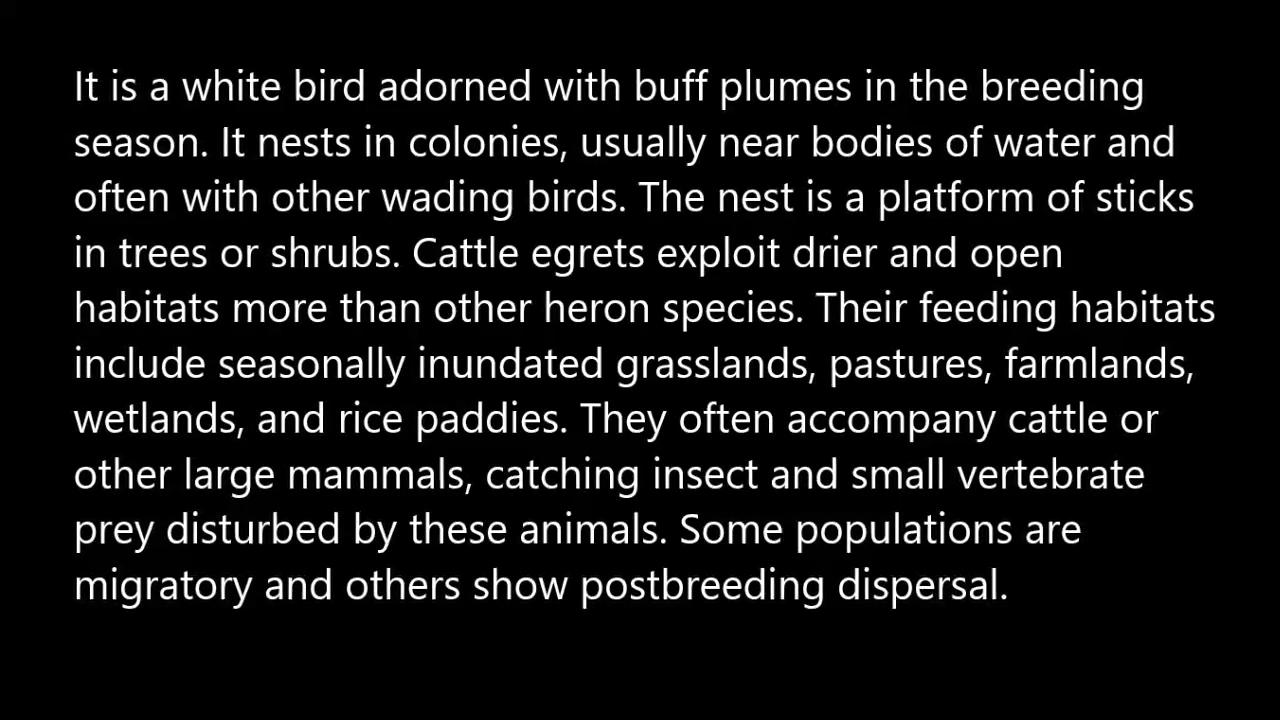 It is a white bird adorned with buff plumes in the breeding
season. It nests in colonies, usually near bodies of water and
often with other wading birds. The nest is a platform of sticks
in trees or shrubs. Cattle egrets exploit drier and open
habitats more than other heron species. Their feeding habitats
include seasonally inundated grasslands, pastures, farmlands,
wetlands, and rice paddies. They often accompany cattle or
other large mammals, catching insect and small vertebrate
prey disturbed by these animals. Some populations are
migratory and others show postbreeding dispersal.